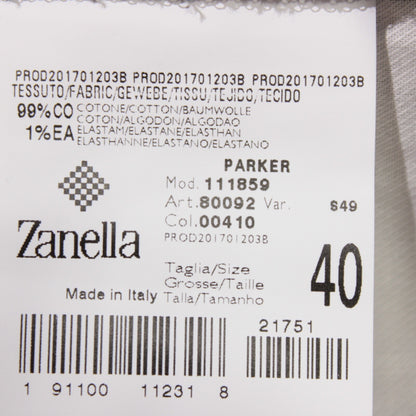 PROD201701203B PROD201701203B PROD201701203B
TESSUTO/FABRIC/GEWEBE/TISSU/TEJIDO,TECIDO
99%CO COTONE/COTTON/BAUMWOLLE
COTON/ALGODON/ALGODAO
1%EA ELASTAM/ELASTANE/ELASTHAN
ELASTHANNE/ELASTANO/ELASTANO
PARKER
Mod. 111859
Art. 80092 Var. S49
Col. 00410
PROD201701203B
Zanella
Taglia/Size
Grosse/Taille
Made in Italy Talla/Tamanho
40
21751
1 91100 11231 8